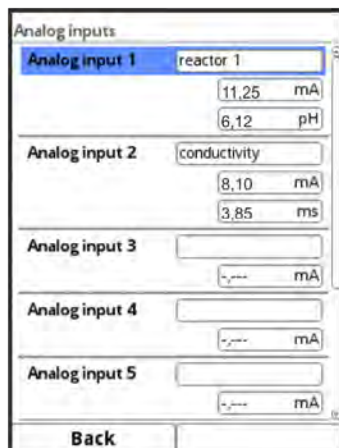 Analog inputs
Analog input 1 reactor 1
11,25 mA
6,12 pH
Analog input 2 conductivity
8,10 mA
3,85 ms
Analog input 3
-,--- mA
Analog input 4
-,--- mA
Analog input 5
-,--- mA
Back